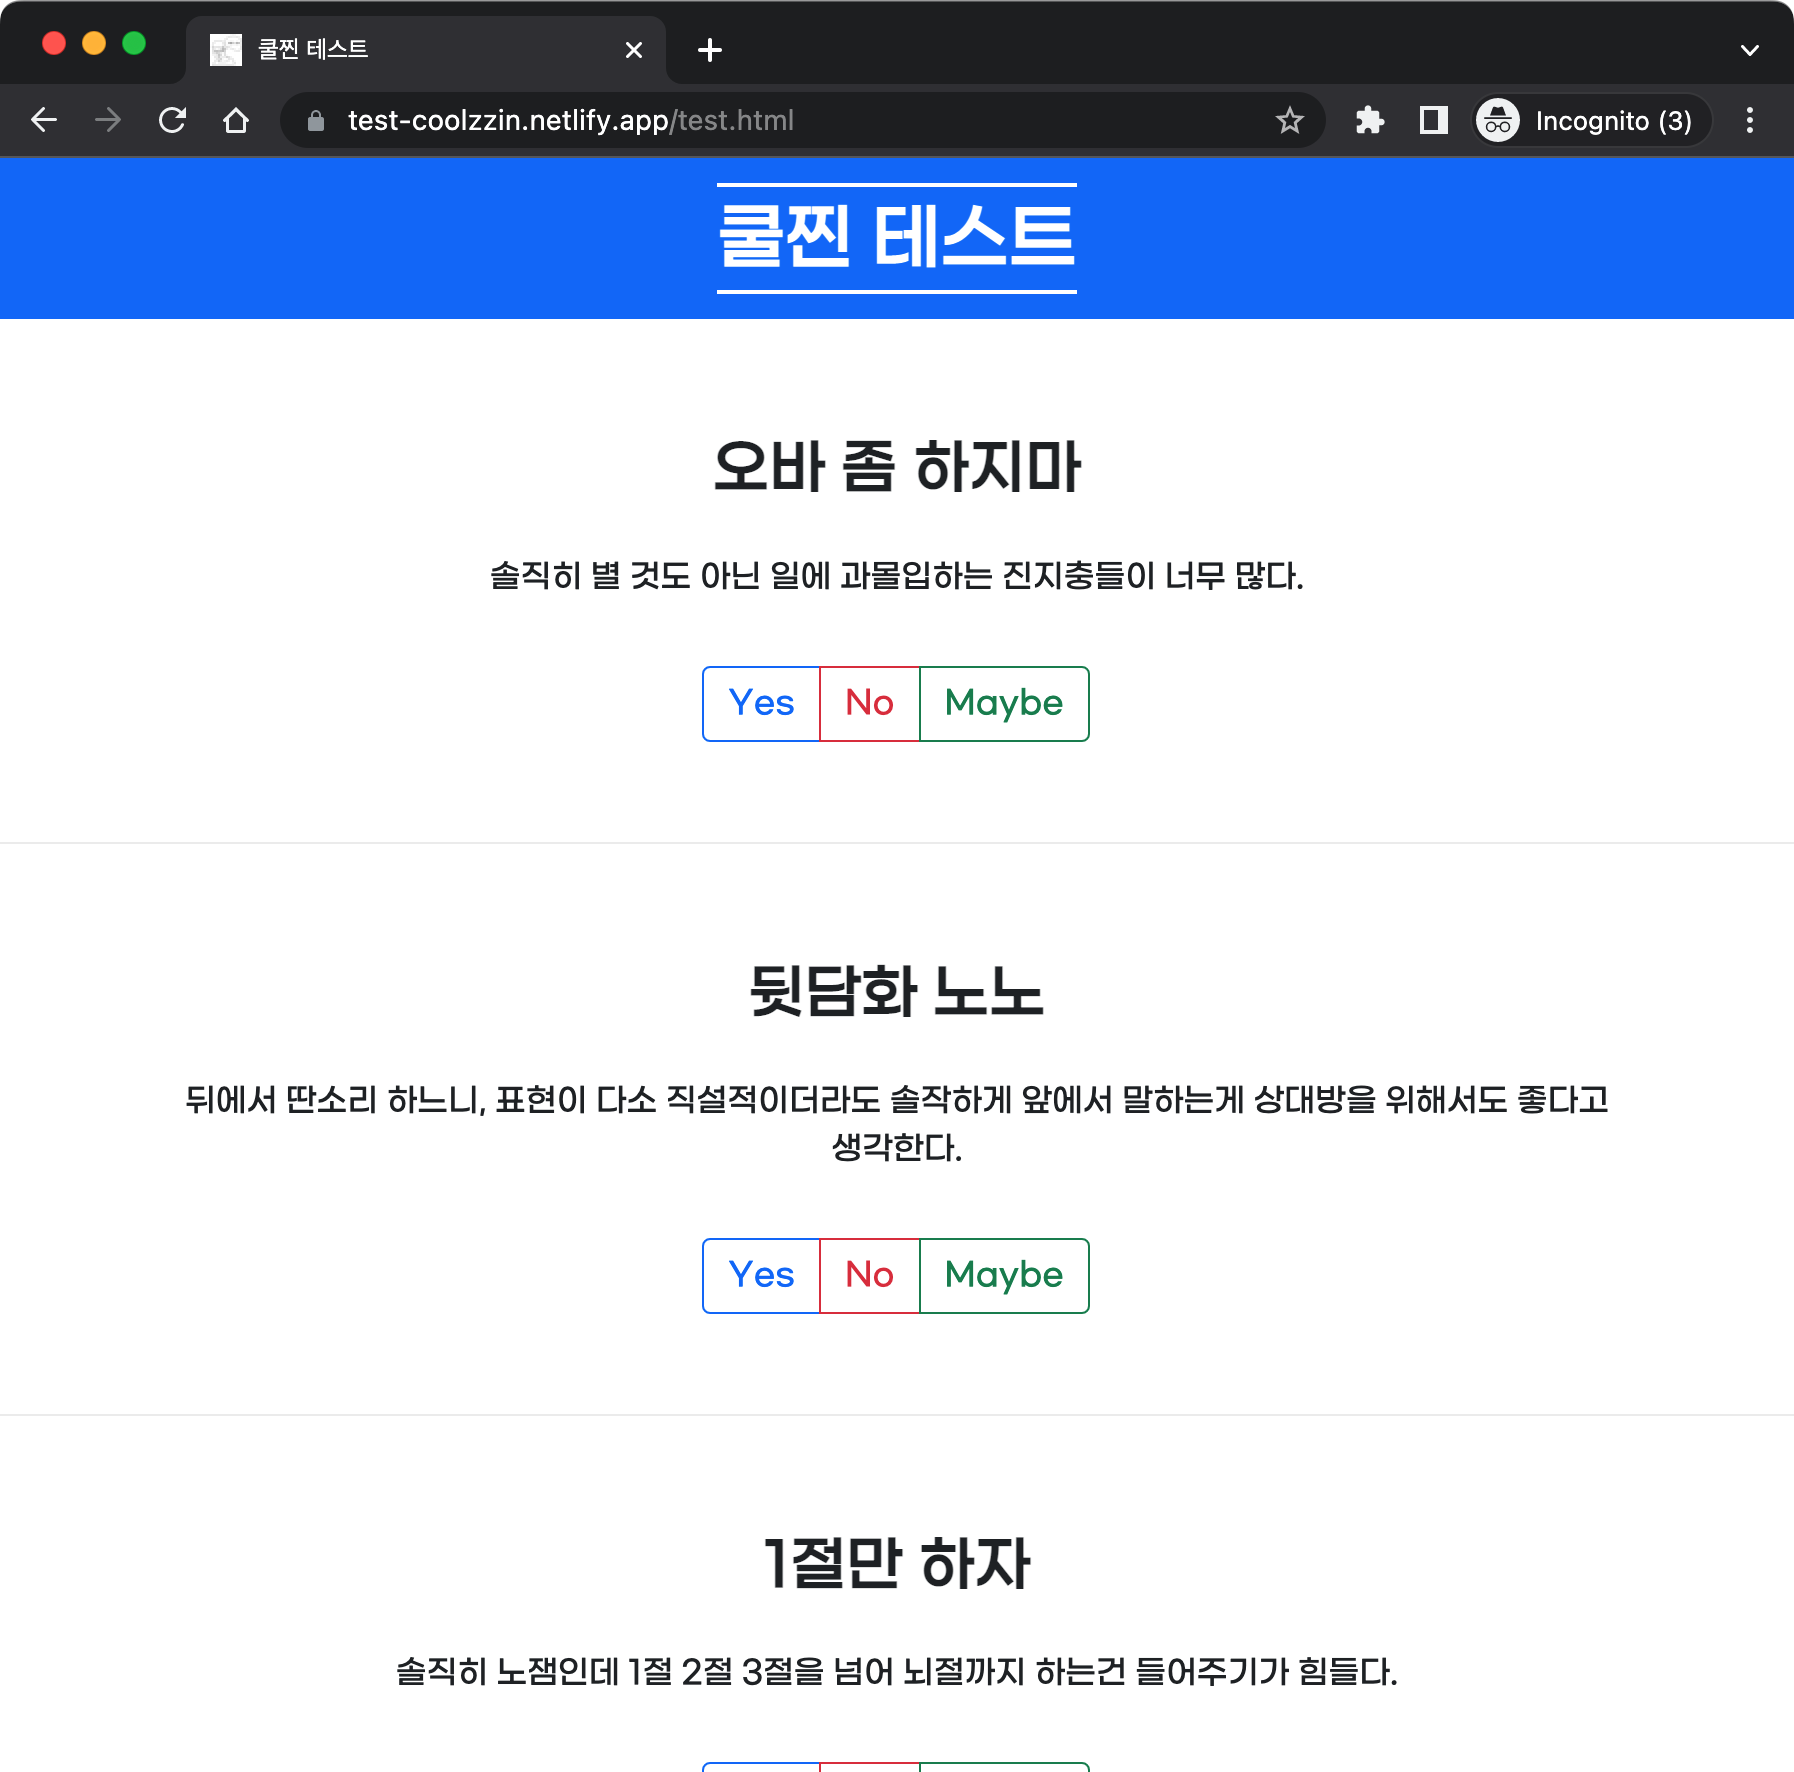 쿨찐 테스트
test-coolzzin.netlify.app/test.html
Incognito (3)
쿨찐 테스트
오바 좀 하지마
솔직히 별 것도 아닌 일에 과몰입하는 진지충들이 너무 많다.
Yes No Maybe
뒷담화 노노
뒤에서 딴소리 하느니, 표현이 다소 직설적이더라도 솔작하게 앞에서 말하는게 상대방을 위해서도 좋다고
생각한다.
Yes No Maybe
1절만 하자
솔직히 노잼인데 1절 2절 3절을 넘어 뇌절까지 하는건 들어주기가 힘들다.